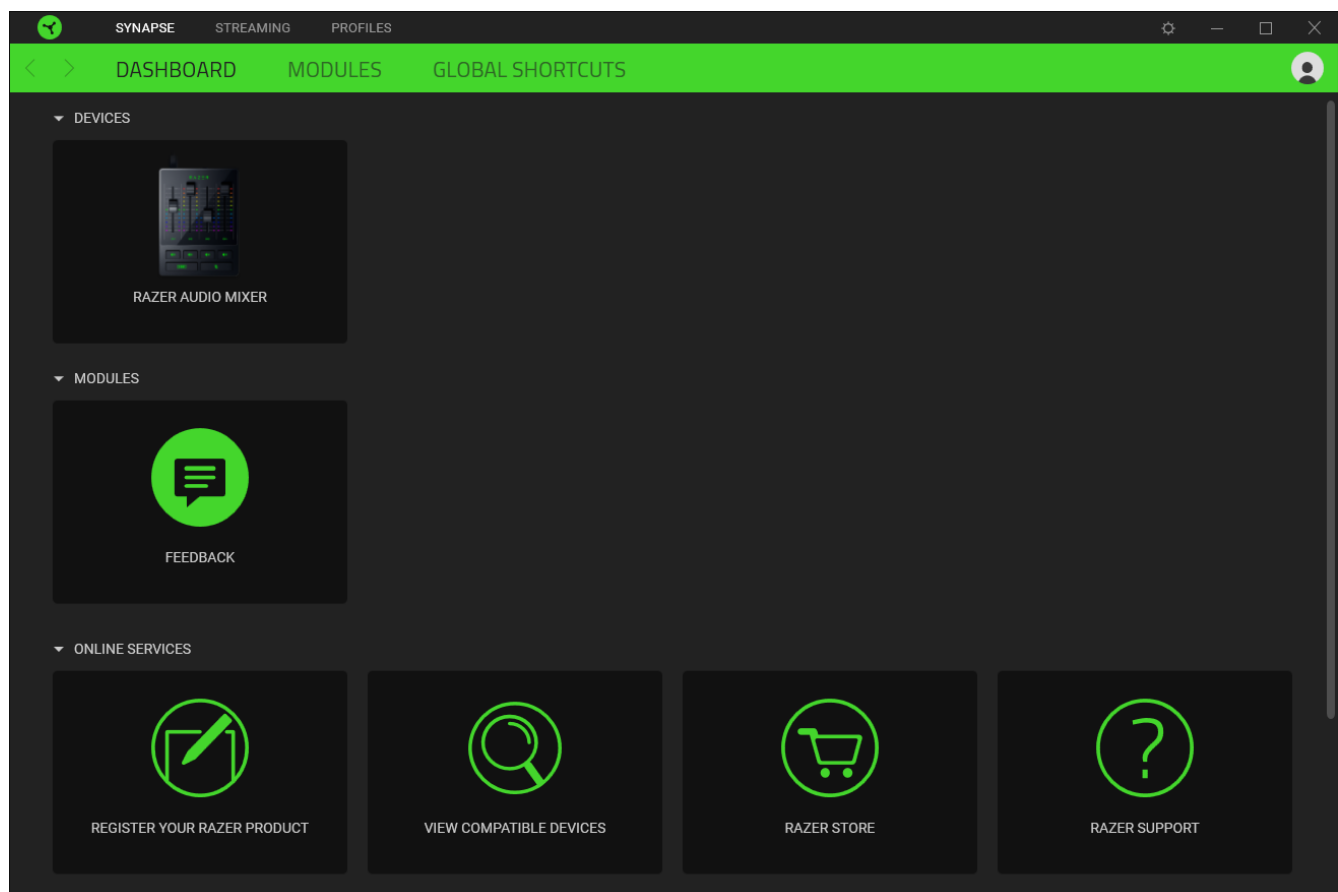 SYNAPSE STREAMING PROFILES
DASHBOARD MODULES GLOBAL SHORTCUTS
DEVICES
RAZER
RAZER AUDIO MIXER
MODULES
FEEDBACK
ONLINE SERVICES
REGISTER YOUR RAZER PRODUCT VIEW COMPATIBLE DEVICES RAZER STORE RAZER SUPPORT